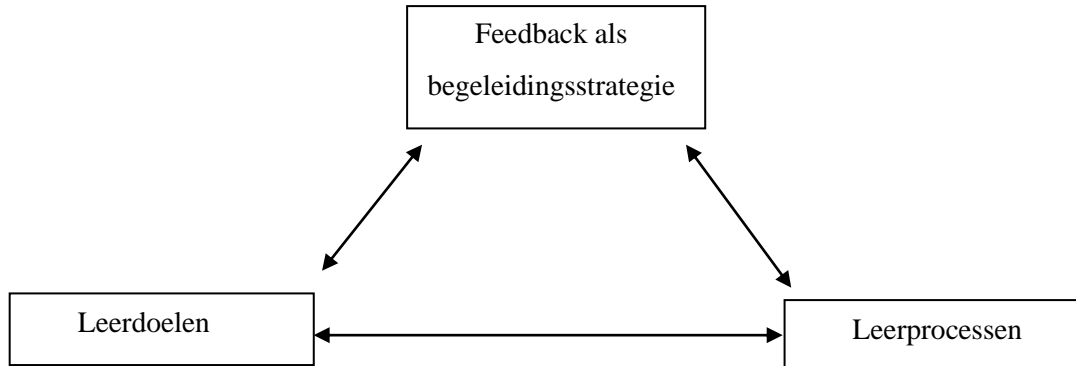 Feedback als
begeleidingsstrategie
Leerdoelen
Leerprocessen